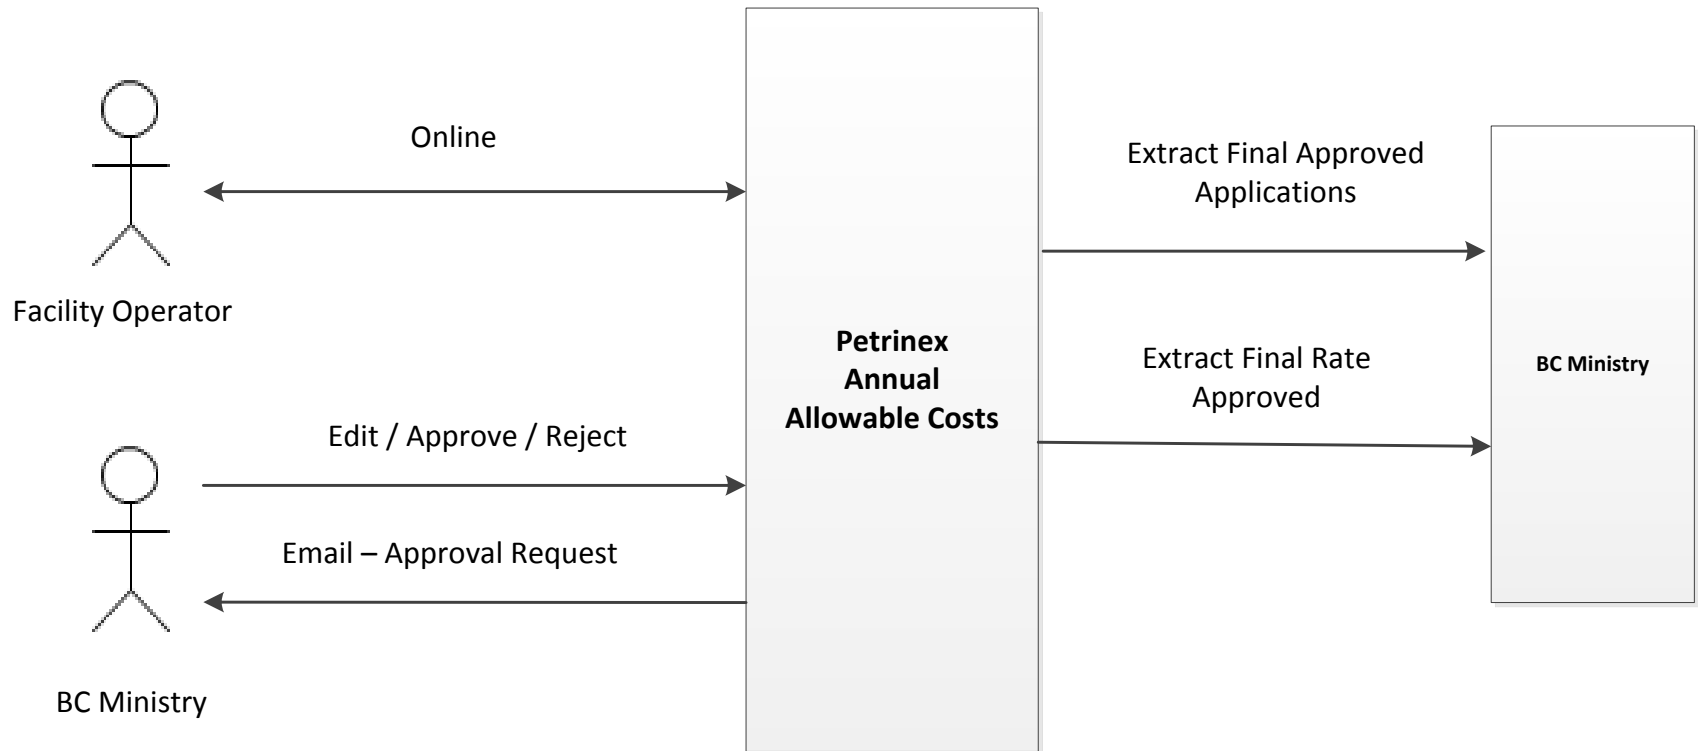 Online
Facility Operator
Edit / Approve / Reject
Email – Approval Request
BC Ministry
Petrinex
Annual
Allowable Costs
Extract Final Approved
Applications
Extract Final Rate
Approved
BC Ministry